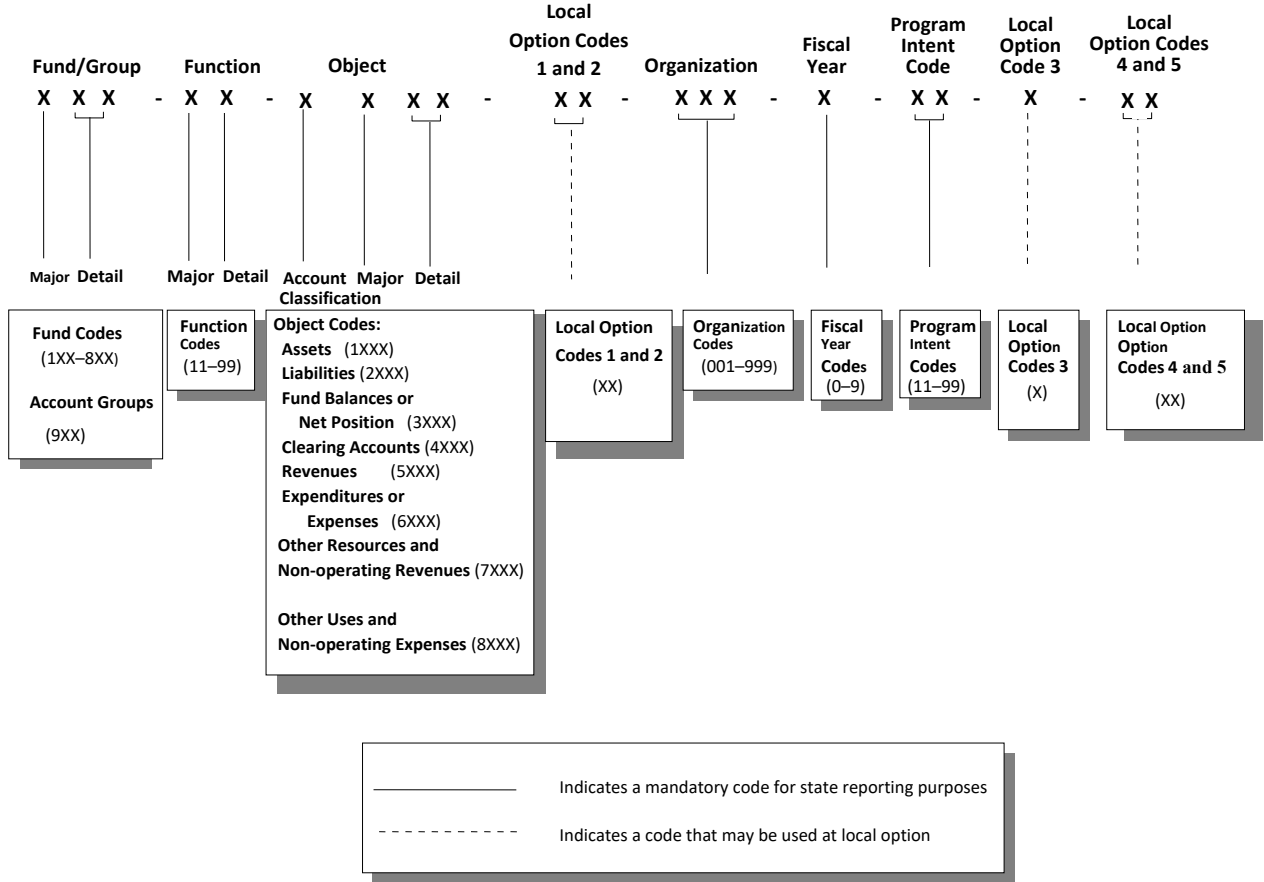 Fund/Group
Function
Object
Local
Option Codes
1 and 2
Organization
Fiscal
Year
Program
Intent
Code
Local
Option
Code 3
Local
Option Codes
4 and 5
X X X - X X - X X X X - X X - X X X - X - X X - X - X X
Major Detail
Major Detail
Account Major Detail
Classification
Fund Codes
(1XX–8XX)
Account Groups
(9XX)
Function
Codes
(11–99)
Object Codes:
Assets (1XXX)
Liabilities (2XXX)
Fund Balances or
Net Position (3XXX)
Clearing Accounts (4XXX)
Revenues (5XXX)
Expenditures or
Expenses (6XXX)
Other Resources and
Non-operating Revenues (7XXX)
Other Uses and
Non-operating Expenses (8XXX)
Local Option
Codes 1 and 2
(XX)
Organization
Codes
(001–999)
Fiscal
Year
Codes
(0–9)
Program
Intent
Codes
(11–99)
Local
Option
Codes 3
(X)
Local Option
Option
Codes 4 and 5
(XX)
Indicates a mandatory code for state reporting purposes
Indicates a code that may be used at local option